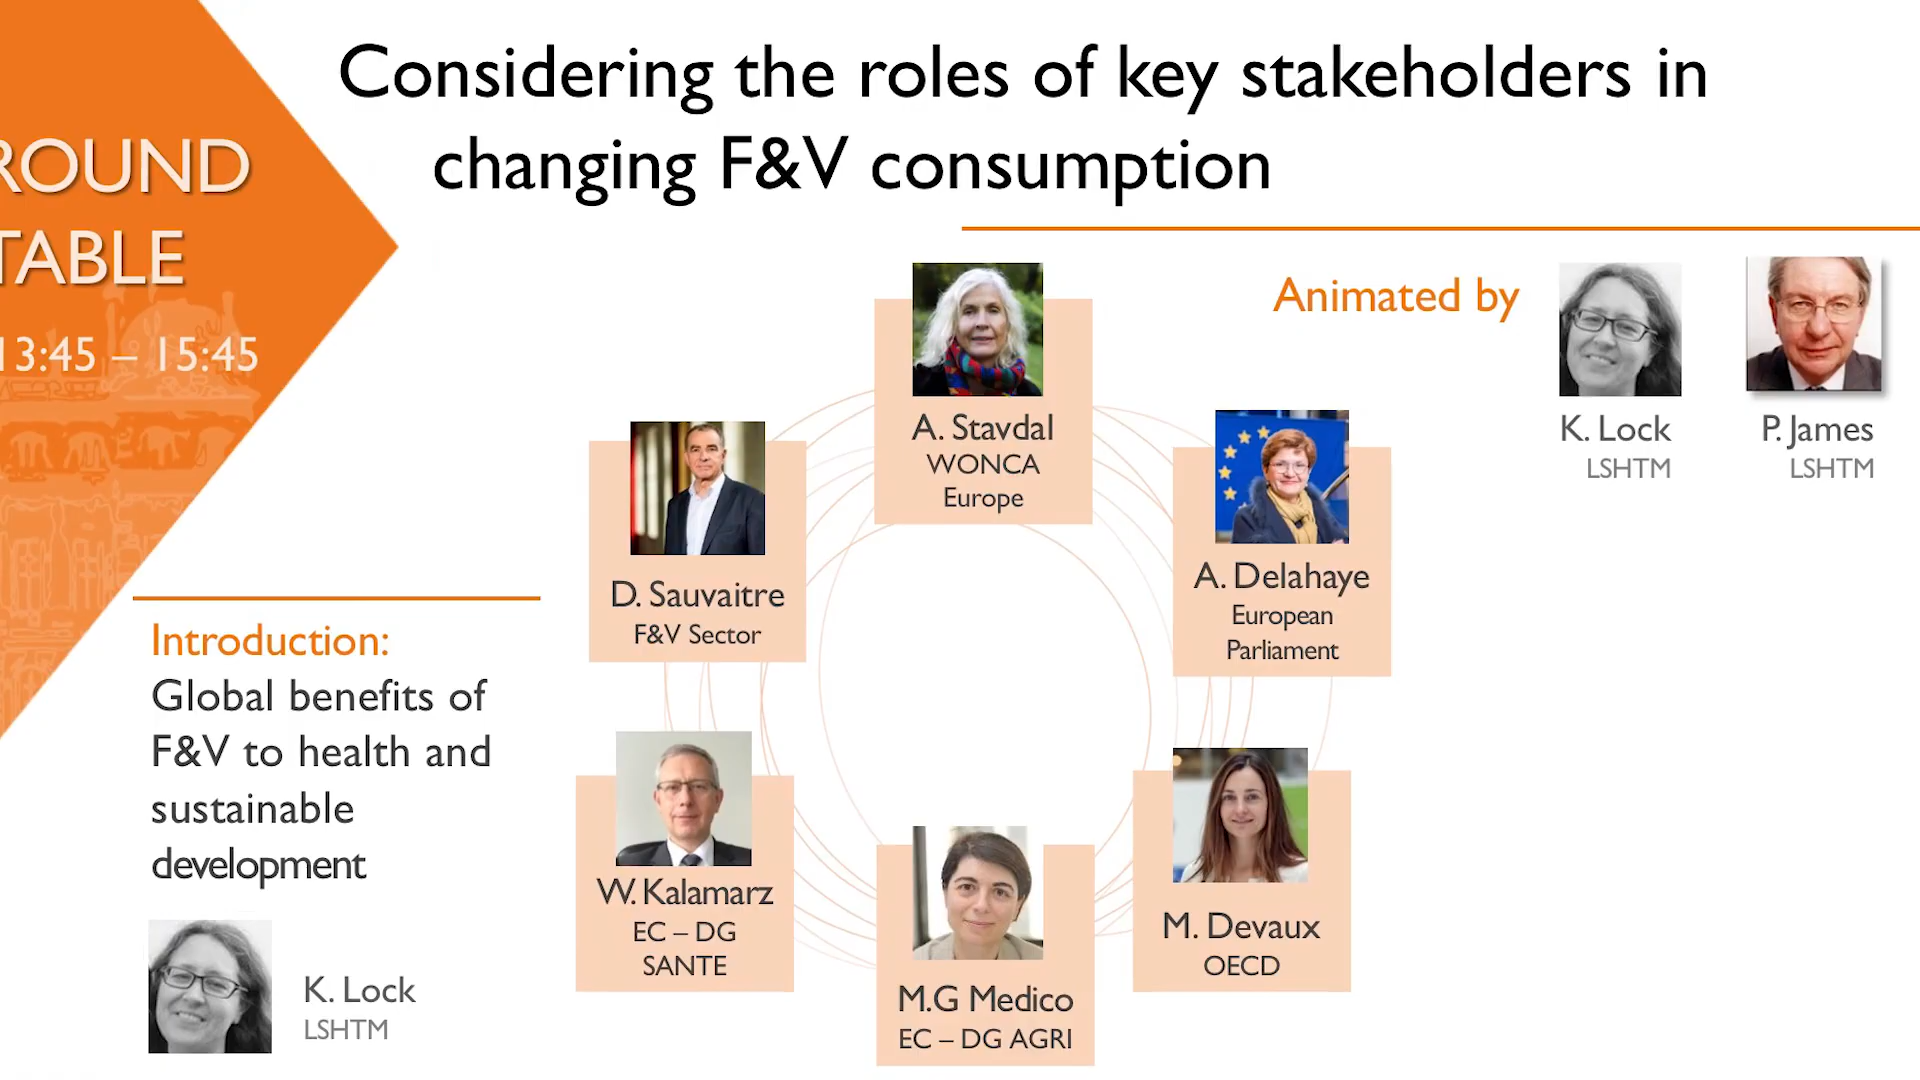 Considering the roles of key stakeholders in
changing F&V consumption
ROUND
TABLE
13:45 – 15:45
Animated by
K. Lock
LSHTM
P. James
LSHTM
A. Stavdal
WONCA
Europe
D. Sauvaitre
F&V Sector
A. Delahaye
European
Parliament
Introduction:
Global benefits of
F&V to health and
sustainable
development
K. Lock
LSHTM
W. Kalamarz
EC – DG
SANTE
M.G Medico
EC – DG AGRI
M. Devaux
OECD